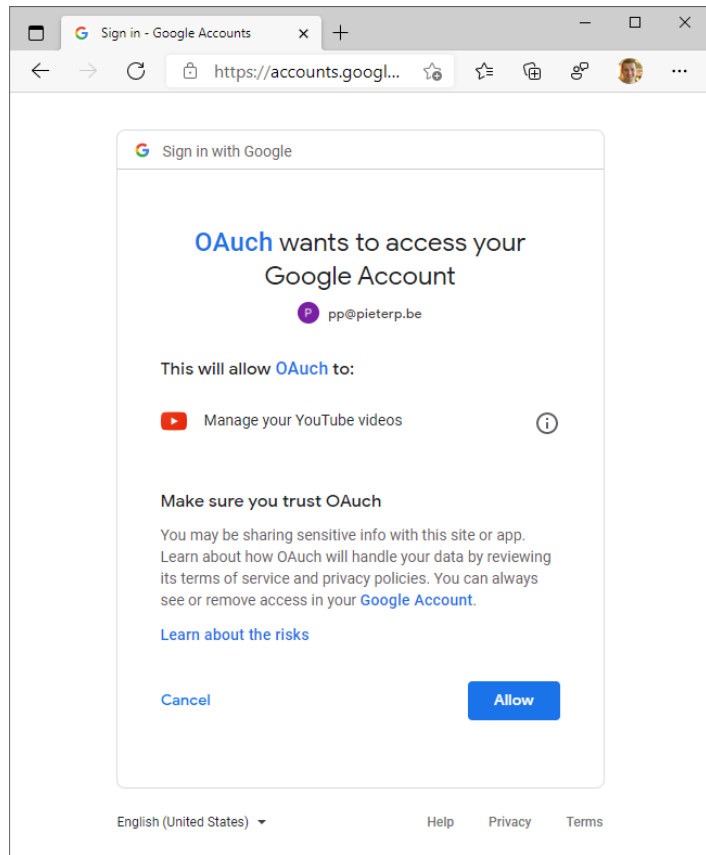 Sign in - Google Accounts
https://accounts.googl...
Sign in with Google
OAuch wants to access your
Google Account
P pp@pieterp.be
This will allow OAuch to:
Manage your YouTube videos
Make sure you trust OAuch
You may be sharing sensitive info with this site or app.
Learn about how OAuch will handle your data by reviewing
its terms of service and privacy policies. You can always
see or remove access in your Google Account.
Learn about the risks
Cancel Allow
English (United States) Help Privacy Terms